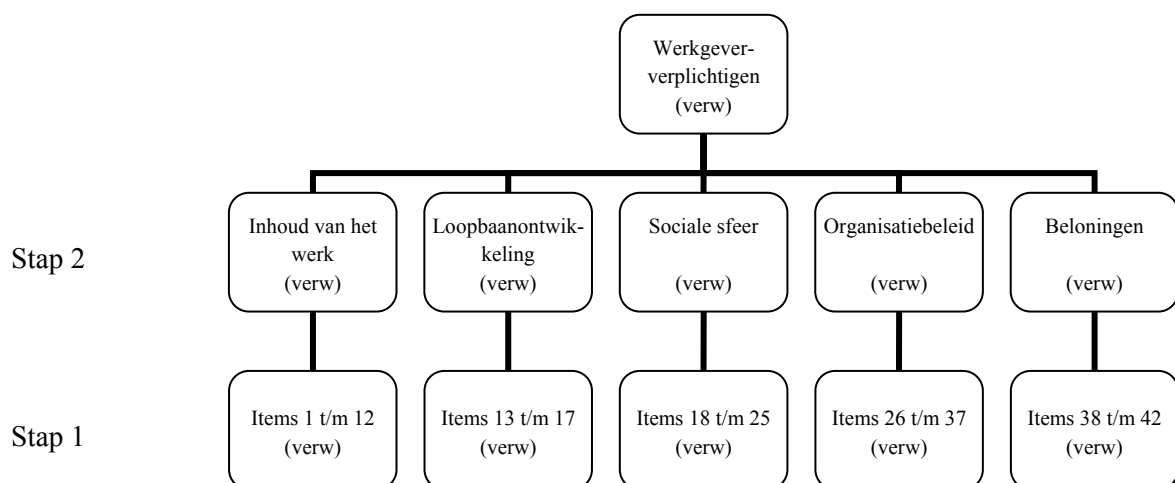 Werkgever-
verplichtigen
(verw)
Stap 2
Inhoud van het
werk
(verw)
Loopbaanontwik-
keling
(verw)
Sociale sfeer
(verw)
Organisatiebeleid
(verw)
Beloningen
(verw)
Stap 1
Items 1 t/m 12
(verw)
Items 13 t/m 17
(verw)
Items 18 t/m 25
(verw)
Items 26 t/m 37
(verw)
Items 38 t/m 42
(verw)